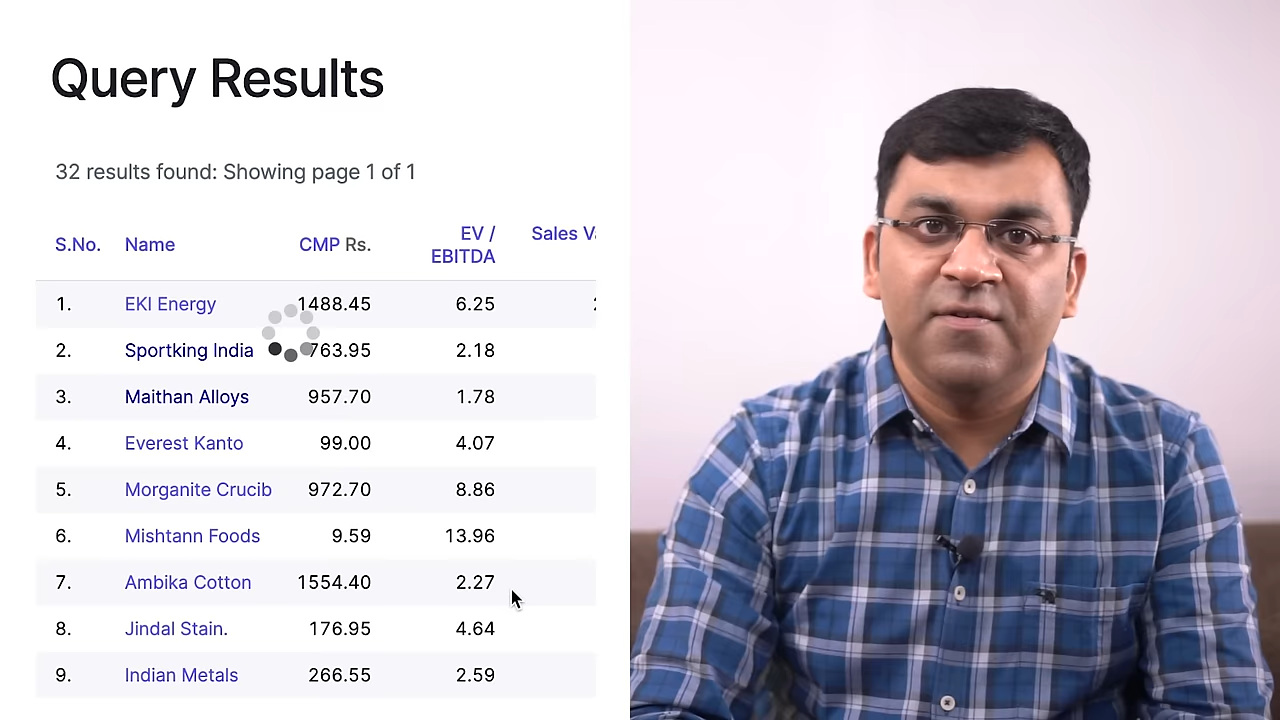 Query Results
32 results found: Showing page 1 of 1
S.No. Name CMP Rs. EV / EBITDA Sales
1. EKI Energy 1488.45 6.25
2. Sportking India 763.95 2.18
3. Maithan Alloys 957.70 1.78
4. Everest Kanto 99.00 4.07
5. Morganite Crucib 972.70 8.86
6. Mishtann Foods 9.59 13.96
7. Ambika Cotton 1554.40 2.27
8. Jindal Stain. 176.95 4.64
9. Indian Metals 266.55 2.59